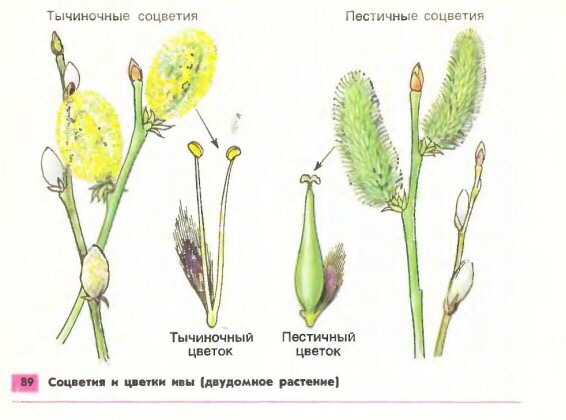 Тычиночные соцветия
Пестичные соцветия
Тычиночный
цветок
Пестичный
цветок
89 Соцветия и цветки ивы (двудомное растение)